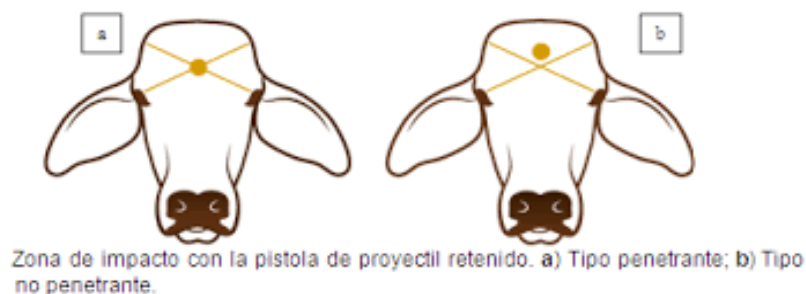 a
b
Zona de impacto con la pistola de proyectil retenido. a) Tipo penetrante; b) Tipo
no penetrante.